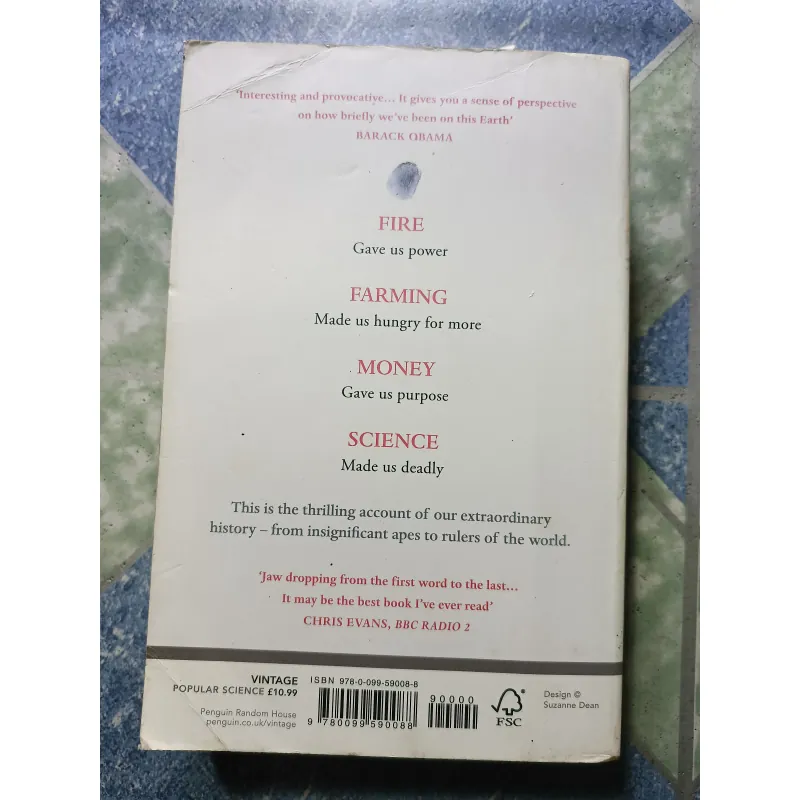 'Interesting and provocative... It gives you a sense of perspective
on how briefly we've been on this Earth'
BARACK OBAMA
FIRE
Gave us power
FARMING
Made us hungry for more
MONEY
Gave us purpose
SCIENCE
Made us deadly
This is the thrilling account of our extraordinary
history – from insignificant apes to rulers of the world.
'Jaw dropping from the first word to the last...
It may be the best book I've ever read'
CHRIS EVANS, BBC RADIO 2
VINTAGE
POPULAR SCIENCE £10.99
Penguin Random House
penguin.co.uk/vintage
ISBN 978-0-099-59008-8
90000
9 780099 590088
FSC
Design ©
Suzanne Dean